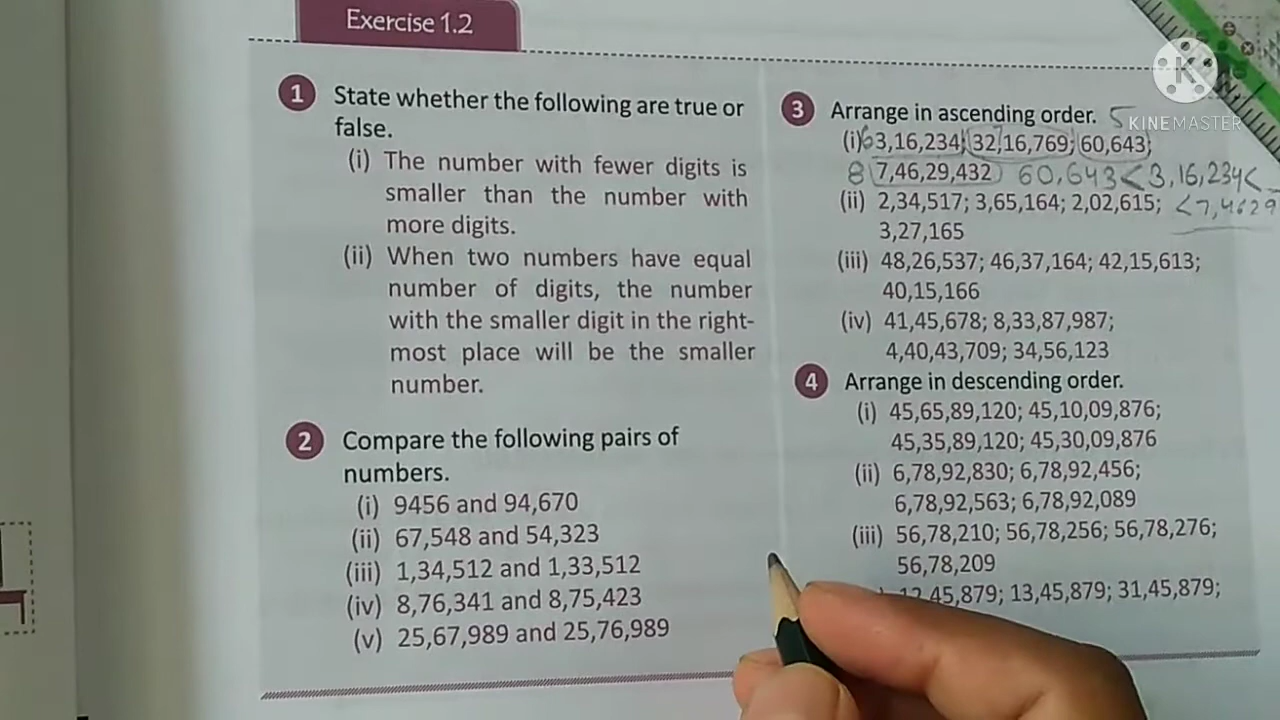 Exercise 1.2
1 State whether the following are true or
false.
(i) The number with fewer digits is
smaller than the number with
more digits.
(ii) When two numbers have equal
number of digits, the number
with the smaller digit in the right-
most place will be the smaller
number.
2 Compare the following pairs of
numbers.
(i) 9456 and 94,670
(ii) 67,548 and 54,323
(iii) 1,34,512 and 1,33,512
(iv) 8,76,341 and 8,75,423
(v) 25,67,989 and 25,76,989
3 Arrange in ascending order. 5
(i) 6 3,16,234; 32,16,769; 60,643;
8 7,46,29,432 60,643<3,16,234<
(ii) 2,34,517; 3,65,164; 2,02,615; <7,4629
3,27,165
(iii) 48,26,537; 46,37,164; 42,15,613;
40,15,166
(iv) 41,45,678; 8,33,87,987;
4,40,43,709; 34,56,123
4 Arrange in descending order.
(i) 45,65,89,120; 45,10,09,876;
45,35,89,120; 45,30,09,876
(ii) 6,78,92,830; 6,78,92,456;
6,78,92,563; 6,78,92,089
(iii) 56,78,210; 56,78,256; 56,78,276;
56,78,209
12,45,879; 13,45,879; 31,45,879;
K
KINEMASTER